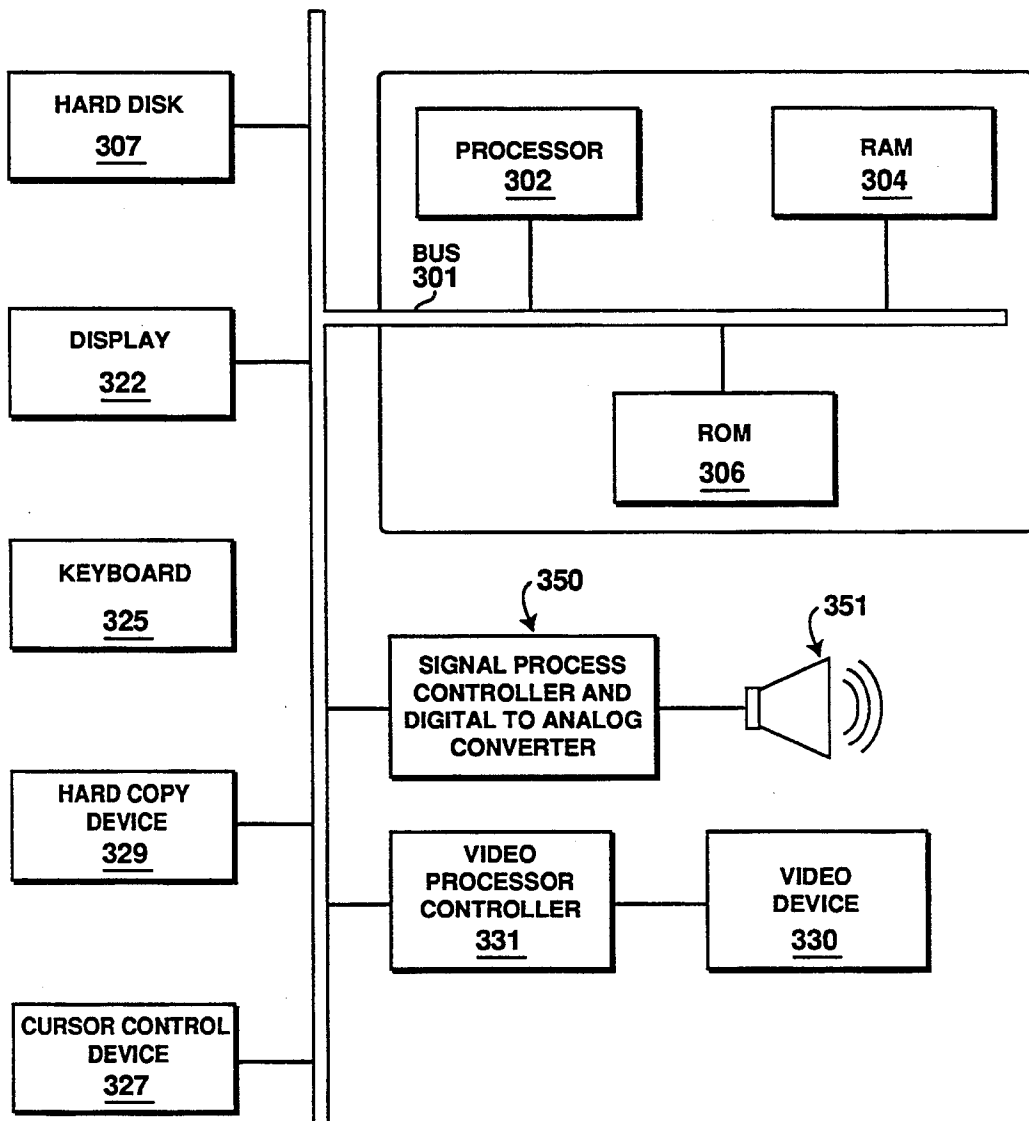 HARD DISK
307
DISPLAY
322
KEYBOARD
325
HARD COPY
DEVICE
329
CURSOR CONTROL
DEVICE
327
PROCESSOR
302
RAM
304
BUS
301
ROM
306
350
SIGNAL PROCESS
CONTROLLER AND
DIGITAL TO ANALOG
CONVERTER
351
VIDEO
PROCESSOR
CONTROLLER
331
VIDEO
DEVICE
330